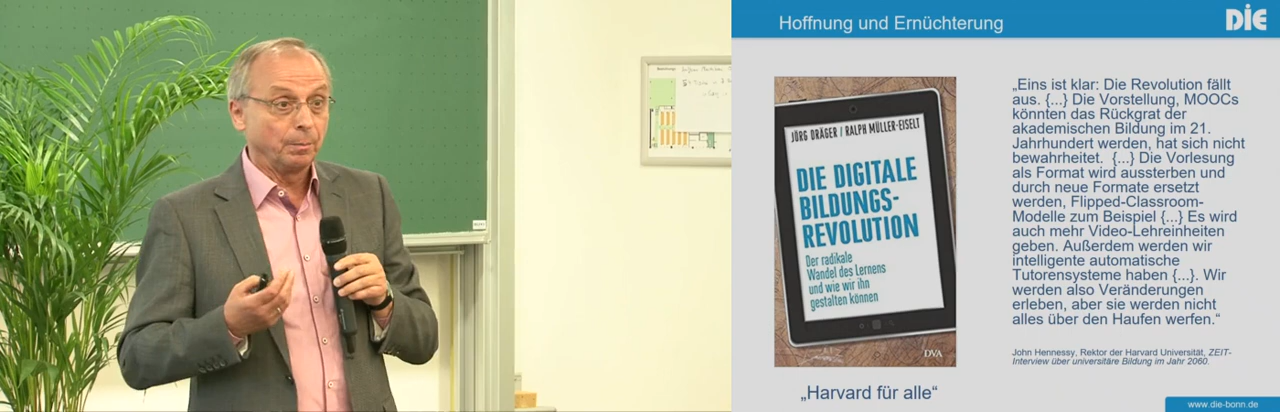 Hoffnung und Ernüchterung
DIE
JÖRG DRÄGER / RALPH MÜLLER-EISELT
DIE DIGITALE
BILDUNGS-
REVOLUTION
Der radikale
Wandel des Lernens
und wie wir ihn
gestalten können
DVA
„Harvard für alle“
„Eins ist klar: Die Revolution fällt
aus. {...} Die Vorstellung, MOOCs
könnten das Rückgrat der
akademischen Bildung im 21.
Jahrhundert werden, hat sich nicht
bewahrheitet. {...} Die Vorlesung
als Format wird aussterben und
durch neue Formate ersetzt
werden, Flipped-Classroom-
Modelle zum Beispiel {...} Es wird
auch mehr Video-Lehreinheiten
geben. Außerdem werden wir
intelligente automatische
Tutorensysteme haben {...}. Wir
werden also Veränderungen
erleben, aber sie werden nicht
alles über den Haufen werfen.“
John Hennessy, Rektor der Harvard Universität, ZEIT-
Interview über universitäre Bildung im Jahr 2060.
www.die-bonn.de